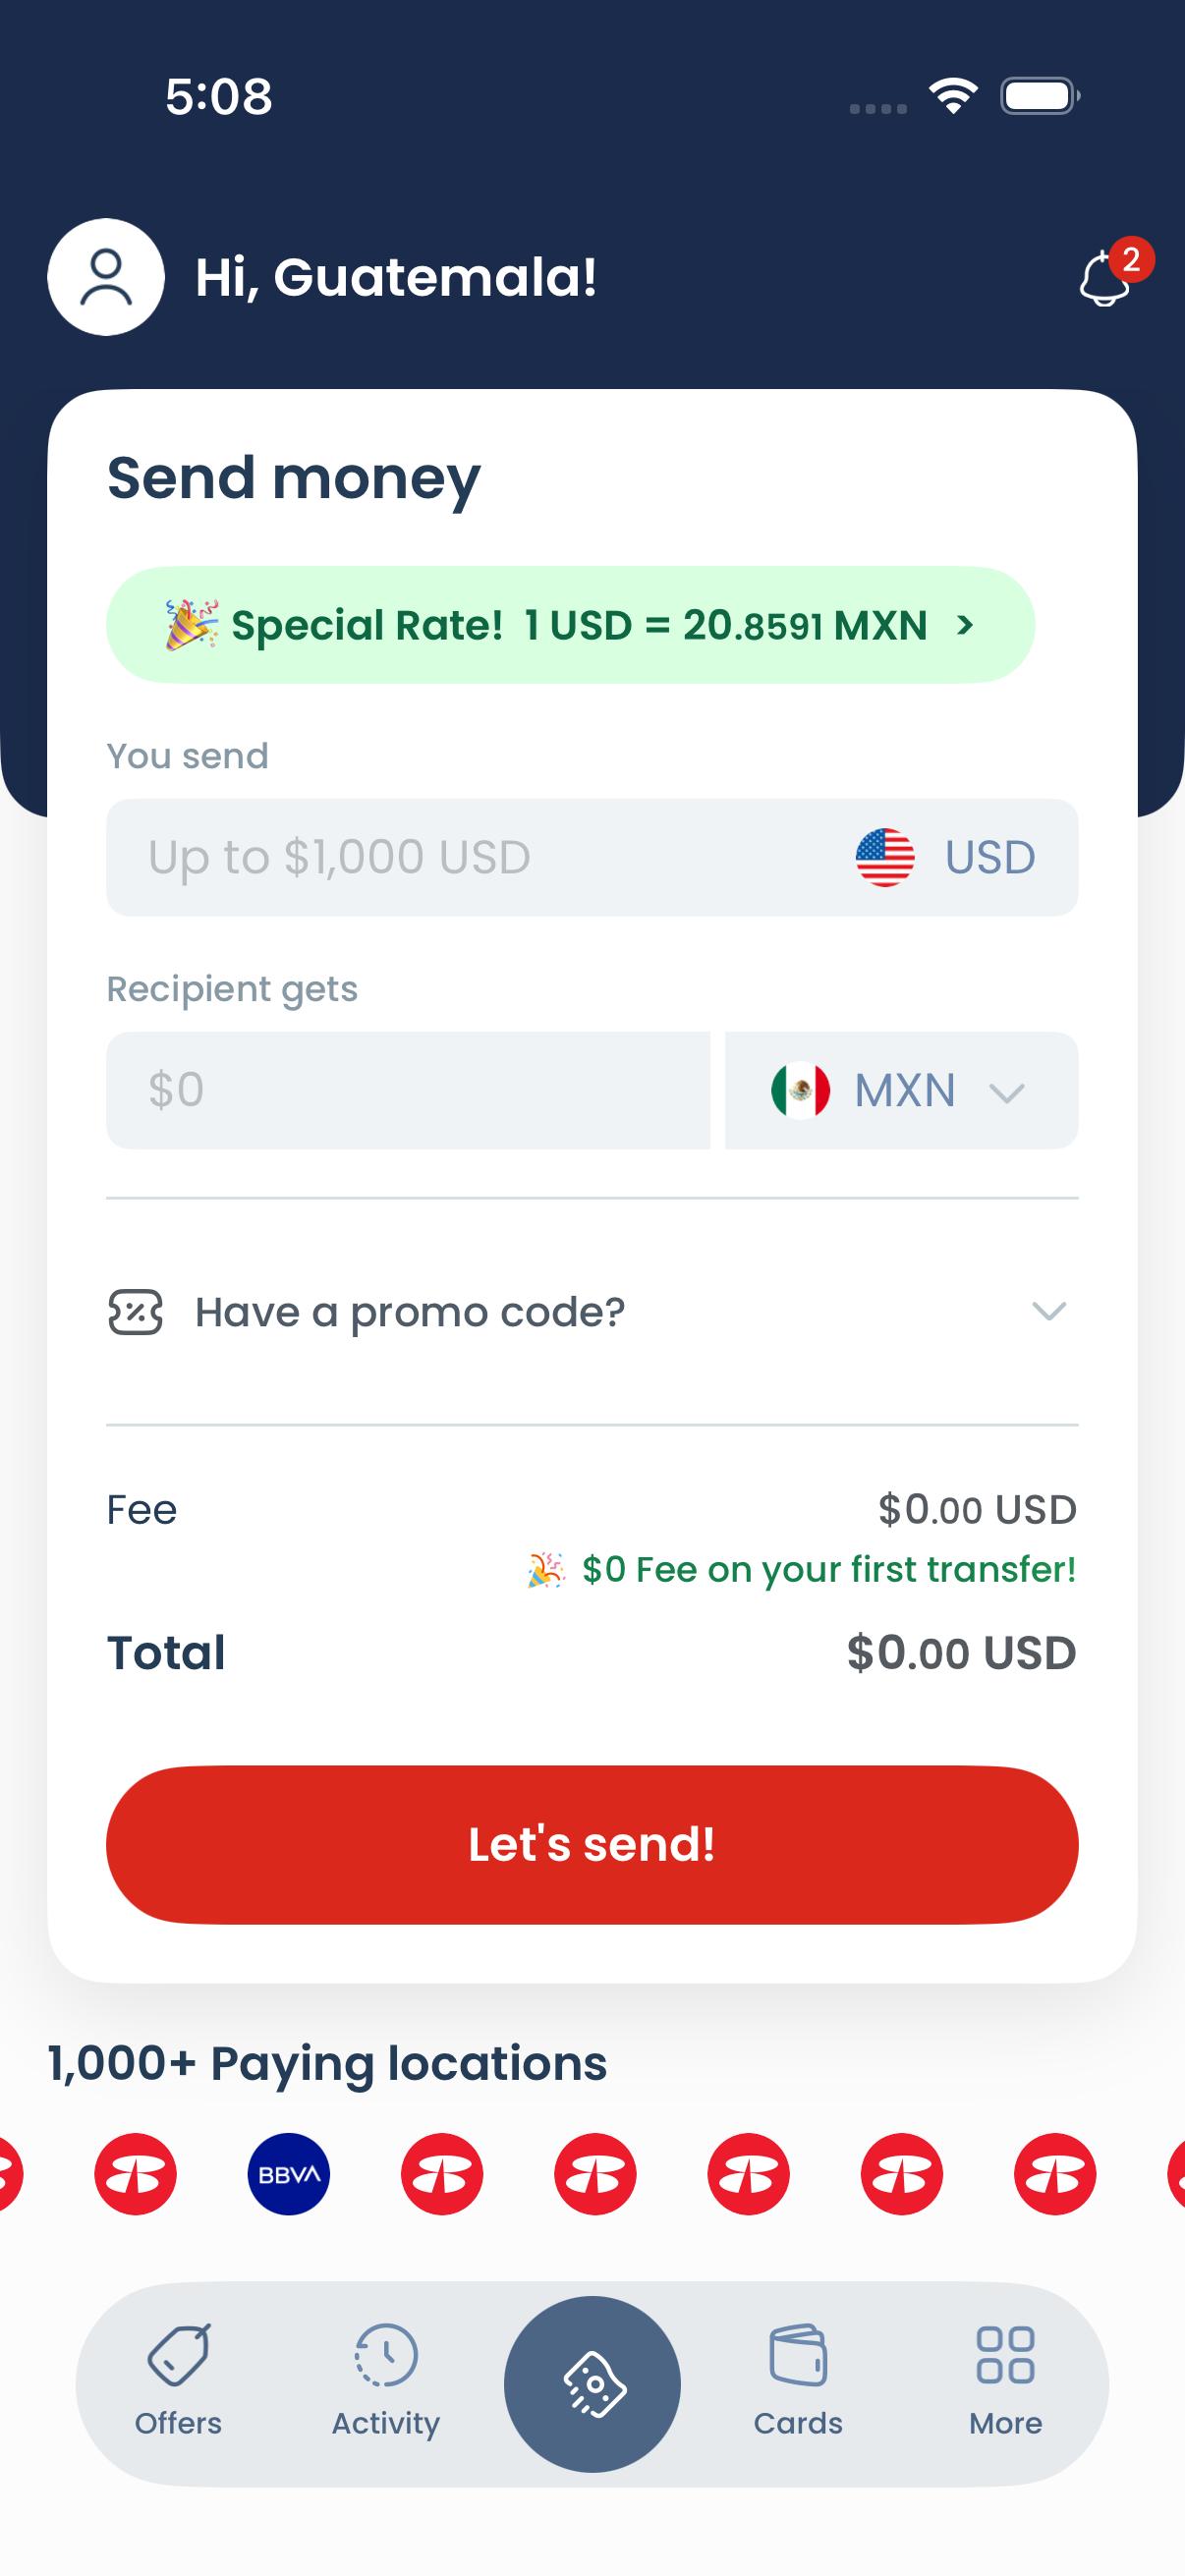 5:08
Hi, Guatemala!
2
Send money
🎉 Special Rate! 1 USD = 20.8591 MXN >
You send
Up to $1,000 USD
USD
Recipient gets
$0
MXN
Have a promo code?
Fee
$0.00 USD
🎉 $0 Fee on your first transfer!
Total
$0.00 USD
Let's send!
1,000+ Paying locations
BBVA
Offers
Activity
Cards
More